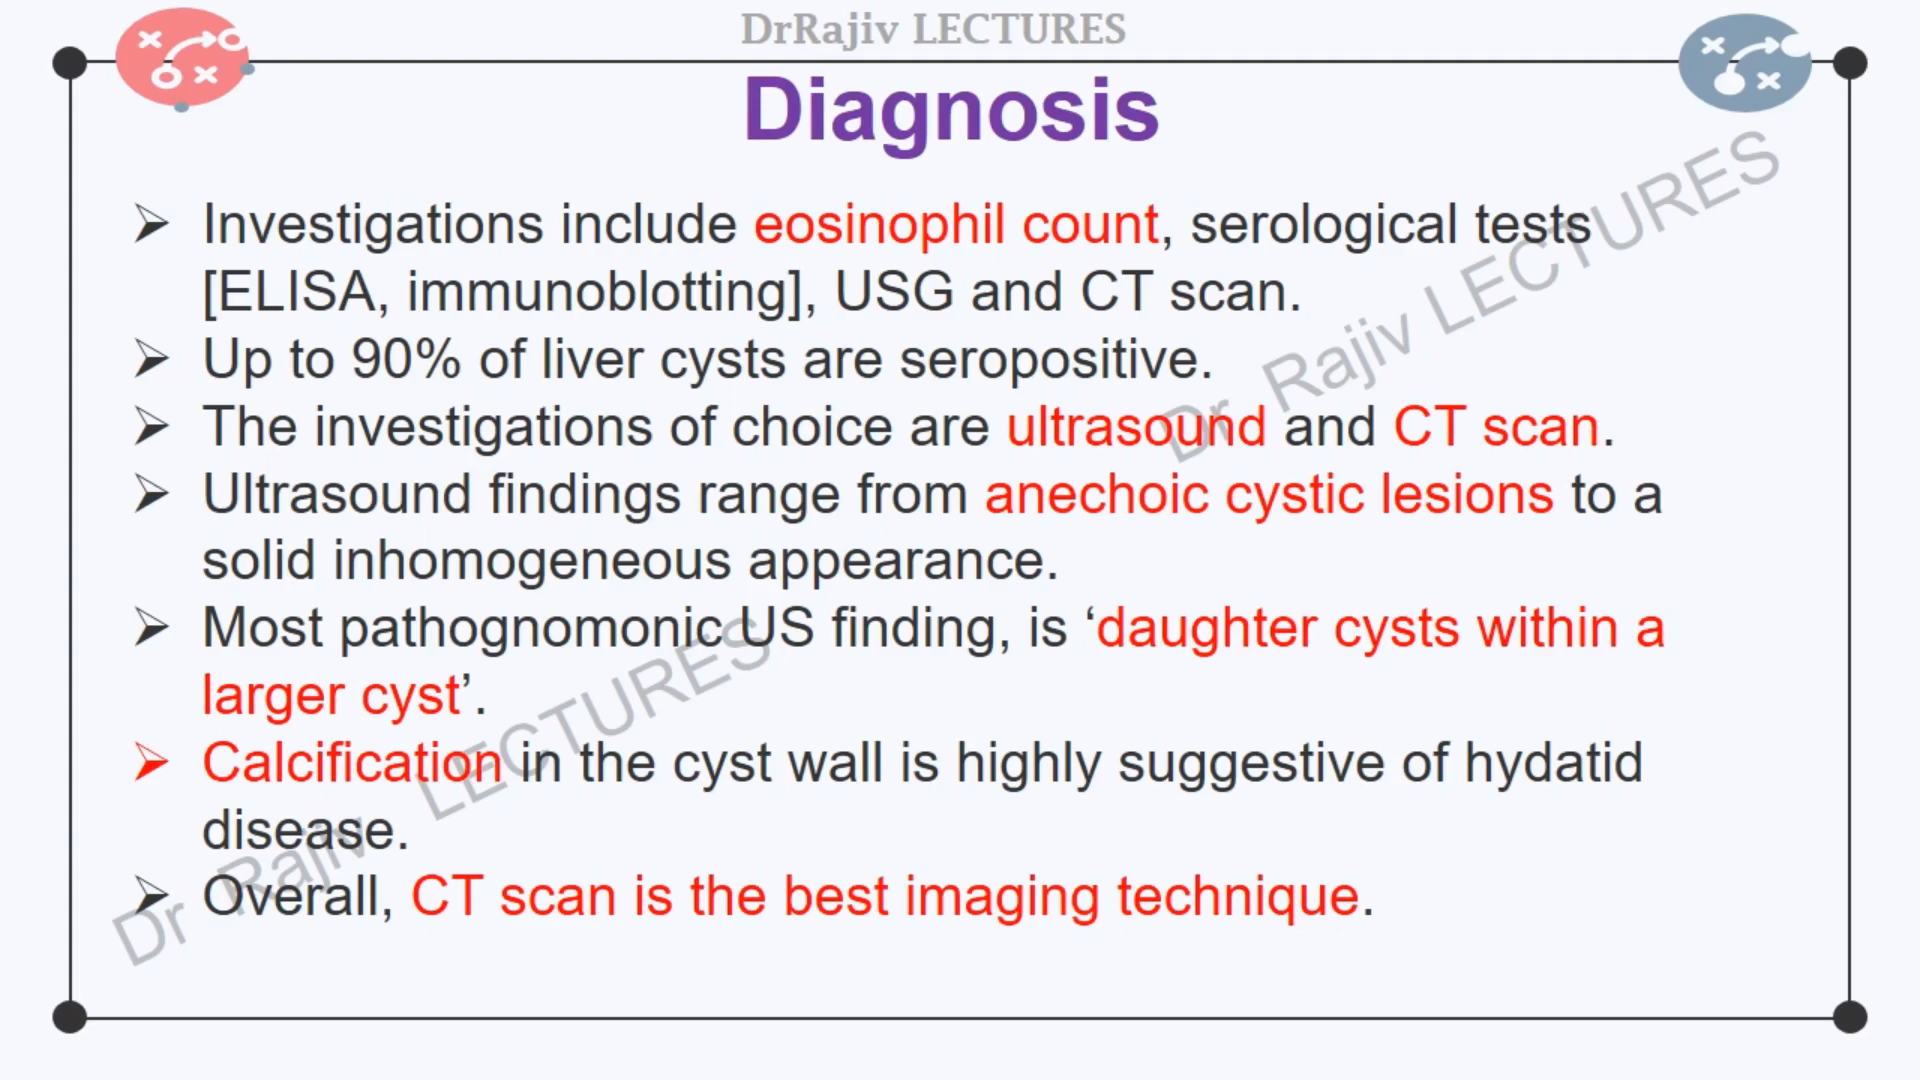 DrRajiv LECTURES
Diagnosis
➢ Investigations include eosinophil count, serological tests
[ELISA, immunoblotting], USG and CT scan.
➢ Up to 90% of liver cysts are seropositive.
➢ The investigations of choice are ultrasound and CT scan.
➢ Ultrasound findings range from anechoic cystic lesions to a
solid inhomogeneous appearance.
➢ Most pathognomonic US finding, is ‘daughter cysts within a
larger cyst’.
➢ Calcification in the cyst wall is highly suggestive of hydatid
disease.
➢ Overall, CT scan is the best imaging technique.
Dr Rajiv LECTURES
Dr Rajiv LECTURES